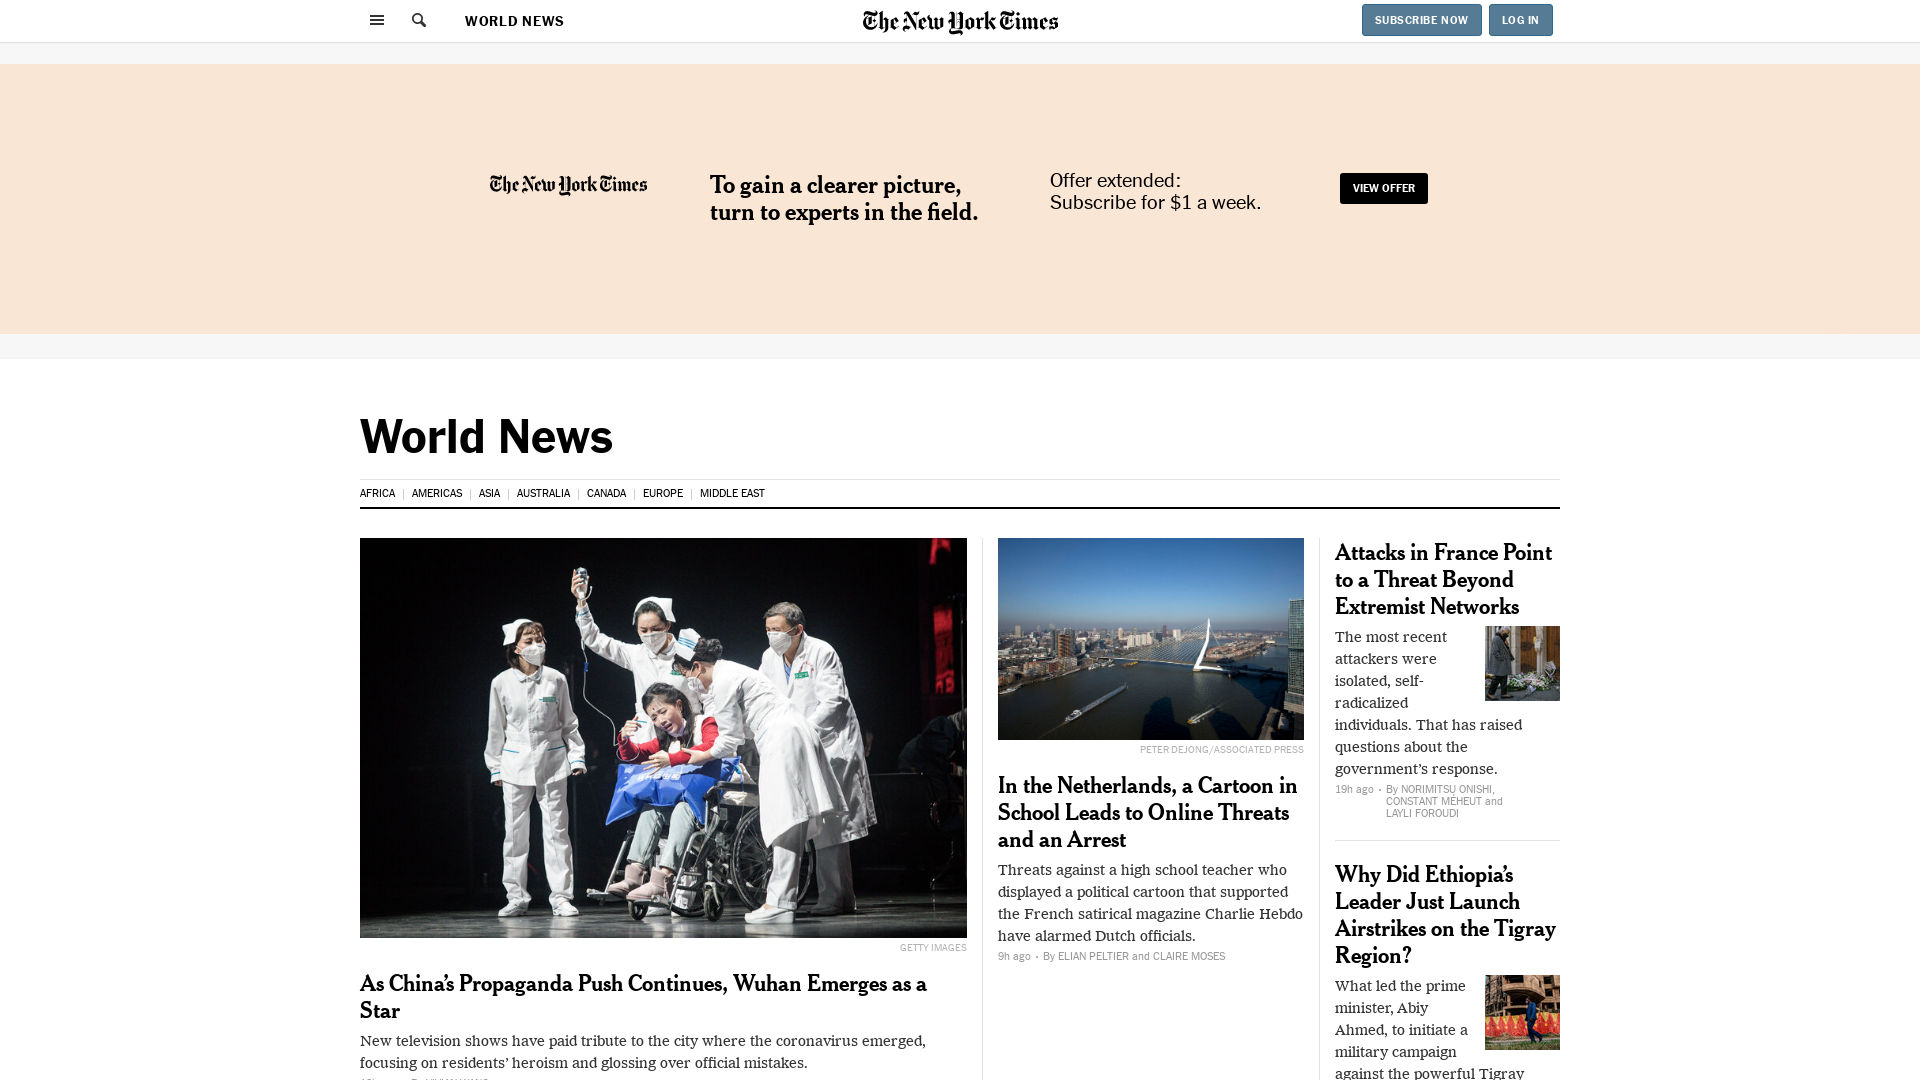 WORLD NEWS
The New York Times
SUBSCRIBE NOW
LOG IN
The New York Times
To gain a clearer picture,
turn to experts in the field.
Offer extended:
Subscribe for $1 a week.
VIEW OFFER
World News
AFRICA
AMERICAS
ASIA
AUSTRALIA
CANADA
EUROPE
MIDDLE EAST
GETTY IMAGES
As China’s Propaganda Push Continues, Wuhan Emerges as a
Star
New television shows have paid tribute to the city where the coronavirus emerged,
focusing on residents’ heroism and glossing over official mistakes.
PETER DEJONG/ASSOCIATED PRESS
In the Netherlands, a Cartoon in
School Leads to Online Threats
and an Arrest
Threats against a high school teacher who
displayed a political cartoon that supported
the French satirical magazine Charlie Hebdo
have alarmed Dutch officials.
9h ago • By ELIAN PELTIER and CLAIRE MOSES
Attacks in France Point
to a Threat Beyond
Extremist Networks
The most recent
attackers were
isolated, self-
radicalized
individuals. That has raised
questions about the
government’s response.
19h ago • By NORIMITSU ONISHI,
CONSTANT MÉHEUT and
LAYLI FOROUDI
Why Did Ethiopia’s
Leader Just Launch
Airstrikes on the Tigray
Region?
What led the prime
minister, Abiy
Ahmed, to initiate a
military campaign
against the powerful Tigray